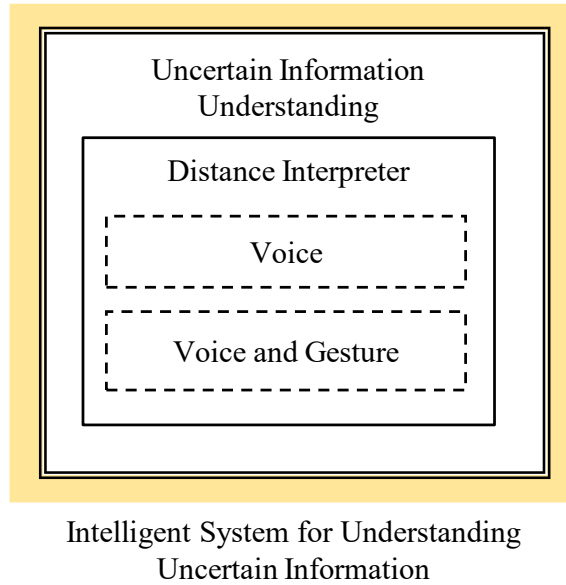 Uncertain Information
Understanding
Distance Interpreter
Voice
Voice and Gesture
Intelligent System for Understanding
Uncertain Information